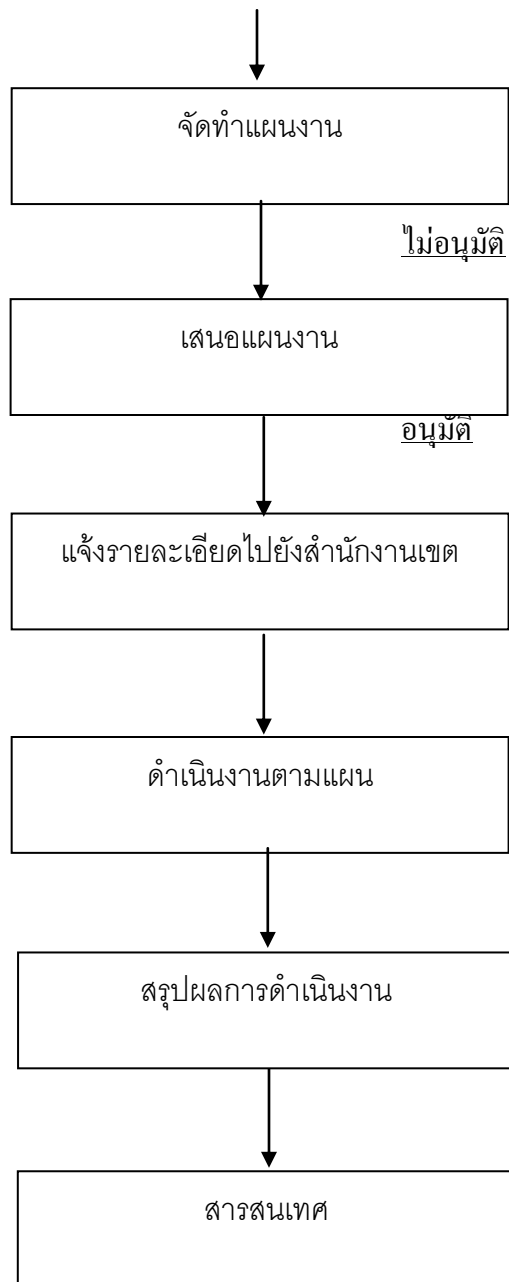 จัดทำแผนงาน
ไม่อนุมัติ
เสนอแผนงาน
อนุมัติ
แจ้งรายละเอียดไปยังสำนักงานเขต
ดำเนินงานตามแผน
สรุปผลการดำเนินงาน
สารสนเทศ